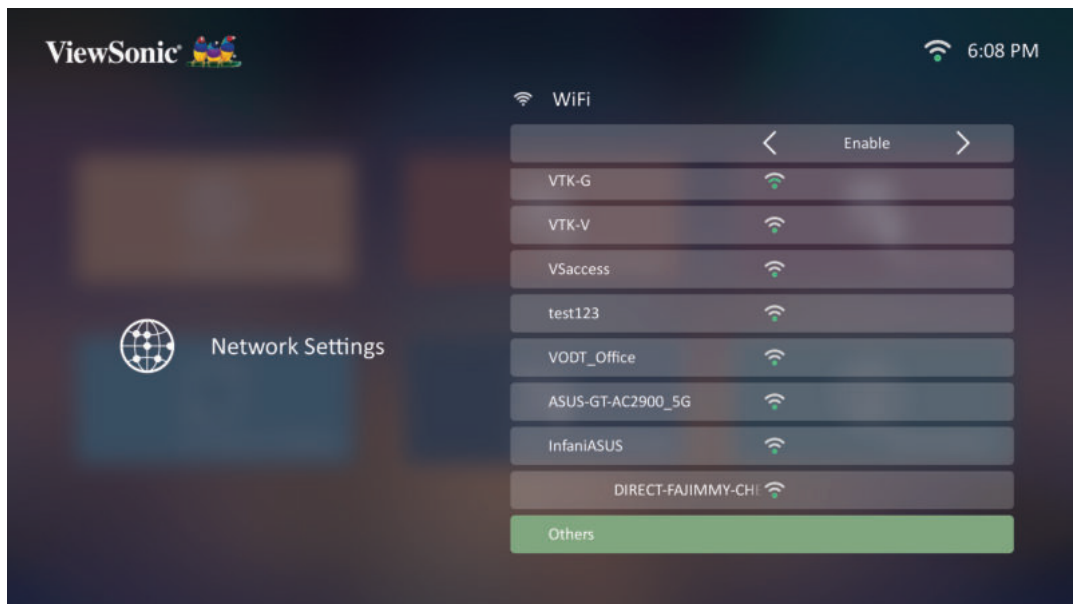 ViewSonic®
6:08 PM
WiFi
Enable
VTK-G
VTK-V
VSaccess
test123
Network Settings
VODT_Office
ASUS-GT-AC2900_5G
InfaniASUS
DIRECT-FAJIMMY-CHE
Others